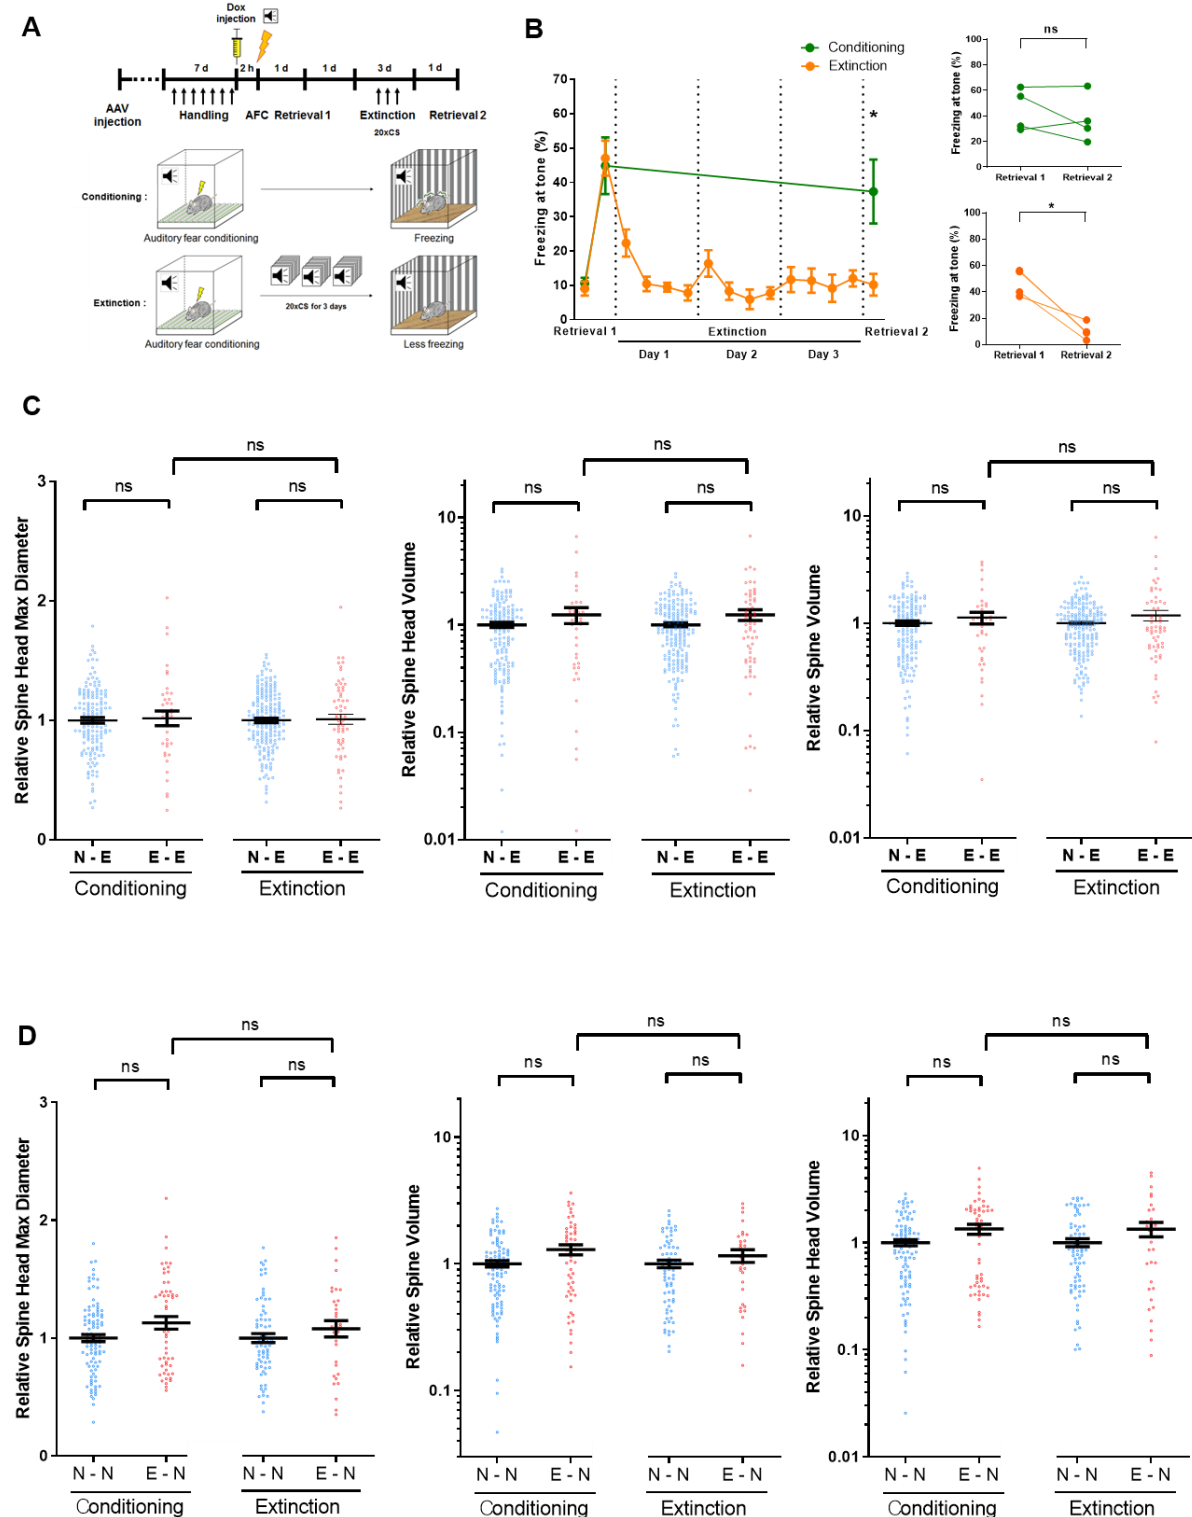 A
Dox
injection
7 d
2 h
1 d
1 d
3 d
1 d
AAV
injection
Handling
AFC
Retrieval 1
Extinction
20xCS
Retrieval 2
Conditioning :
Auditory fear conditioning
Freezing
Extinction :
20xCS for 3 days
Auditory fear conditioning
Less freezing
B
Conditioning
Extinction
Freezing at tone (%)
70
60
50
40
30
20
10
0
*
Retrieval 1
Extinction
Retrieval 2
Day 1
Day 2
Day 3
ns
Freezing at tone (%)
100
80
60
40
20
0
Retrieval 1
Retrieval 2
*
Freezing at tone (%)
100
80
60
40
20
0
Retrieval 1
Retrieval 2
C
ns
ns
ns
Relative Spine Head Max Diameter
3
2
1
0
N - E
E - E
N - E
E - E
Conditioning
Extinction
ns
ns
ns
Relative Spine Head Volume
10
1
0.1
0.01
N - E
E - E
N - E
E - E
Conditioning
Extinction
ns
ns
ns
Relative Spine Volume
10
1
0.1
0.01
N - E
E - E
N - E
E - E
Conditioning
Extinction
D
ns
ns
ns
Relative Spine Head Max Diameter
3
2
1
0
N - N
E - N
N - N
E - N
Conditioning
Extinction
ns
ns
ns
Relative Spine Volume
10
1
0.1
N - N
E - N
N - N
E - N
Conditioning
Extinction
ns
ns
ns
Relative Spine Head Volume
10
1
0.1
0.01
N - N
E - N
N - N
E - N
Conditioning
Extinction